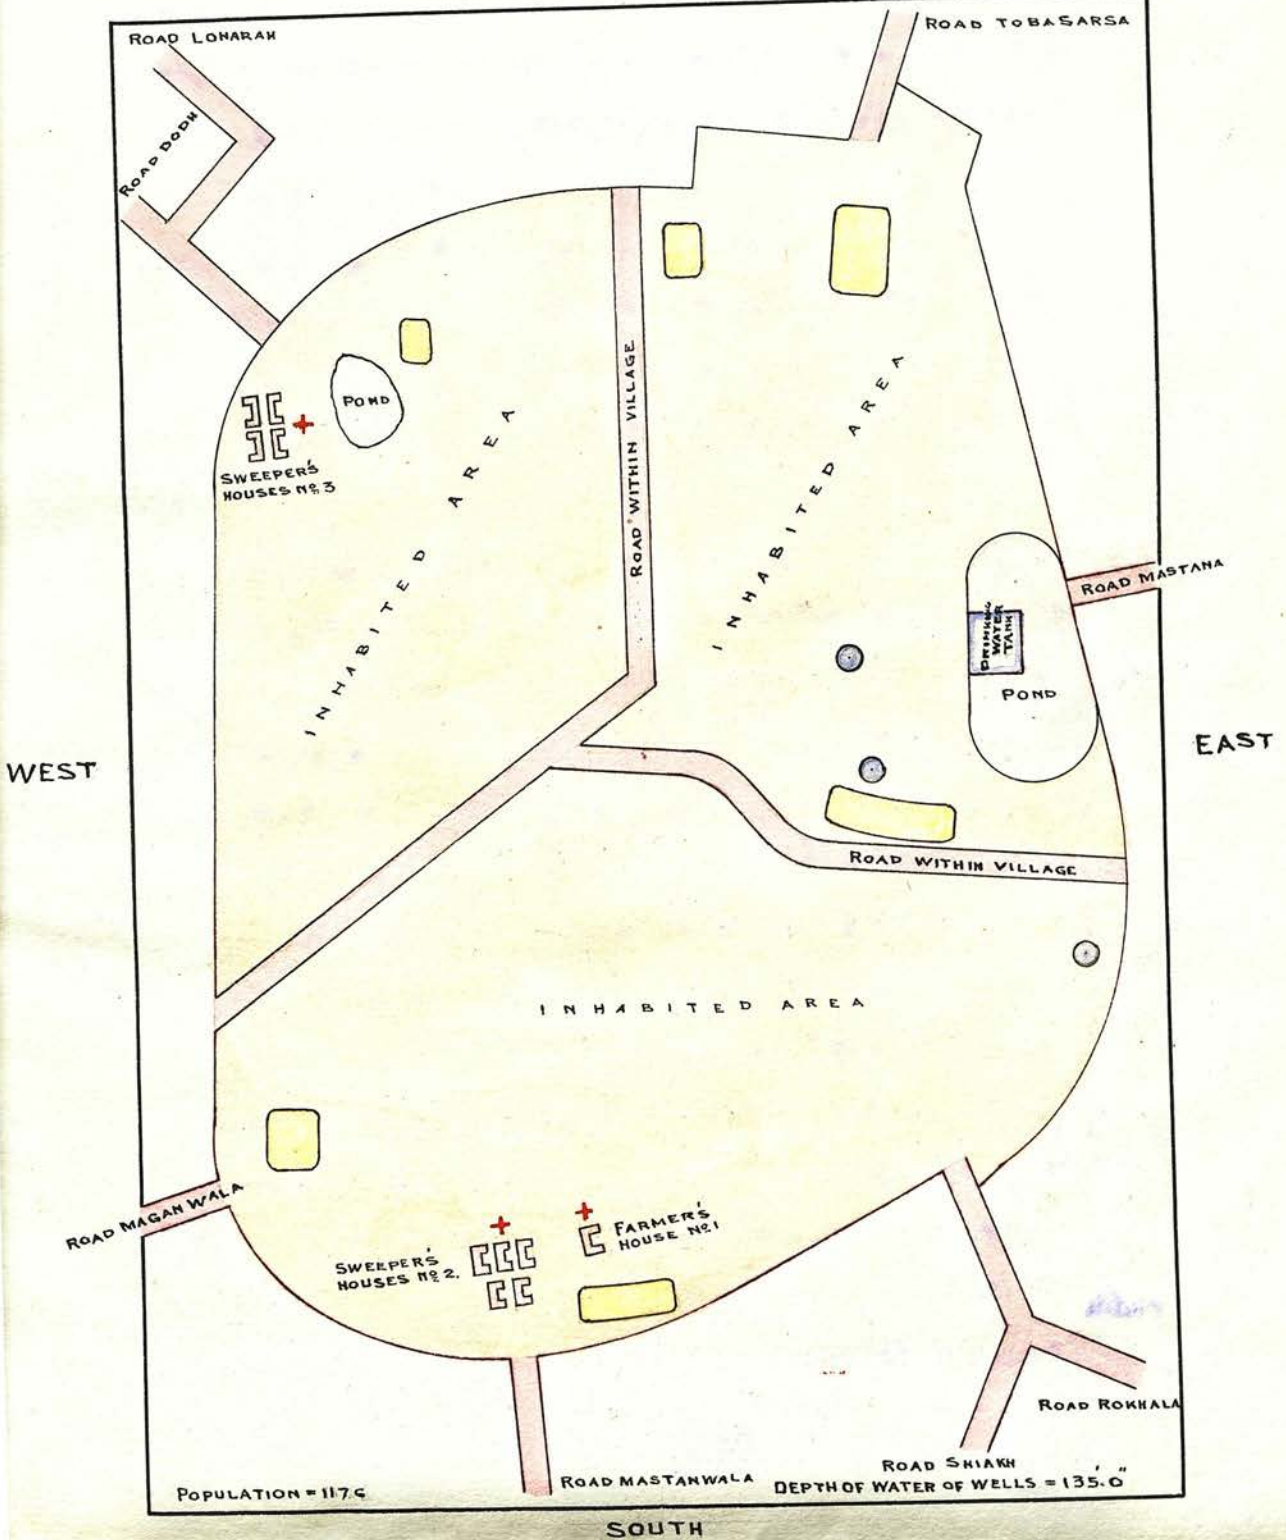 ROAD LOHARAH
ROAD TOBASARSA
ROAD DODH
ROAD WITHIN VILLAGE
POND
SWEEPER'S
HOUSES Nº 3
INHABITED AREA
INHABITED AREA
ROAD MASTANA
DRINKING
WATER
TANK
POND
WEST
EAST
ROAD WITHIN VILLAGE
INHABITED AREA
ROAD MAGAN WALA
SWEEPER'S
HOUSES Nº 2.
FARMER'S
HOUSE Nº 1
ROAD ROKHALA
ROAD SHIAKH
ROAD MASTANWALA
DEPTH OF WATER OF WELLS = 135'.0"
POPULATION =
SOUTH